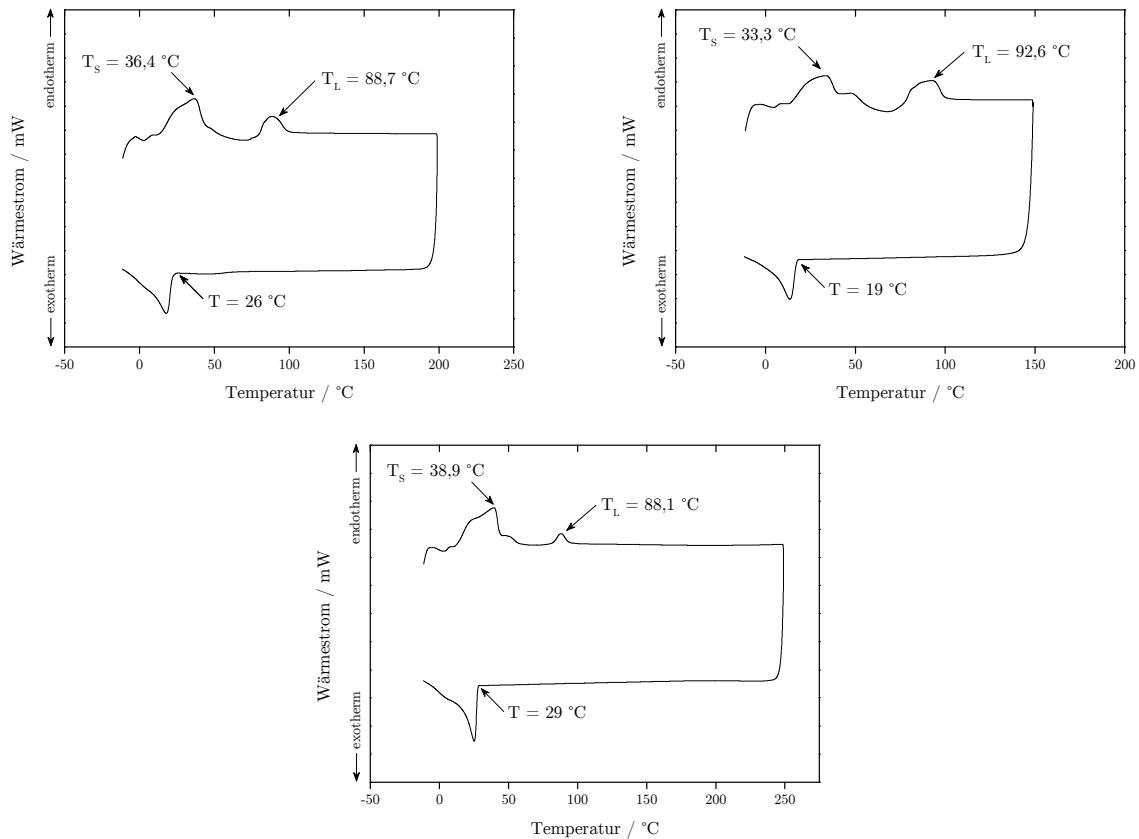 endotherm
T_S = 36,4 °C
T_L = 88,7 °C
Wärmestrom / mW
T = 26 °C
exotherm
-50 0 50 100 150 200 250
Temperatur / °C
endotherm
T_S = 33,3 °C
T_L = 92,6 °C
Wärmestrom / mW
T = 19 °C
exotherm
-50 0 50 100 150 200
Temperatur / °C
endotherm
T_S = 38,9 °C
T_L = 88,1 °C
Wärmestrom / mW
T = 29 °C
exotherm
-50 0 50 100 150 200 250
Temperatur / °C